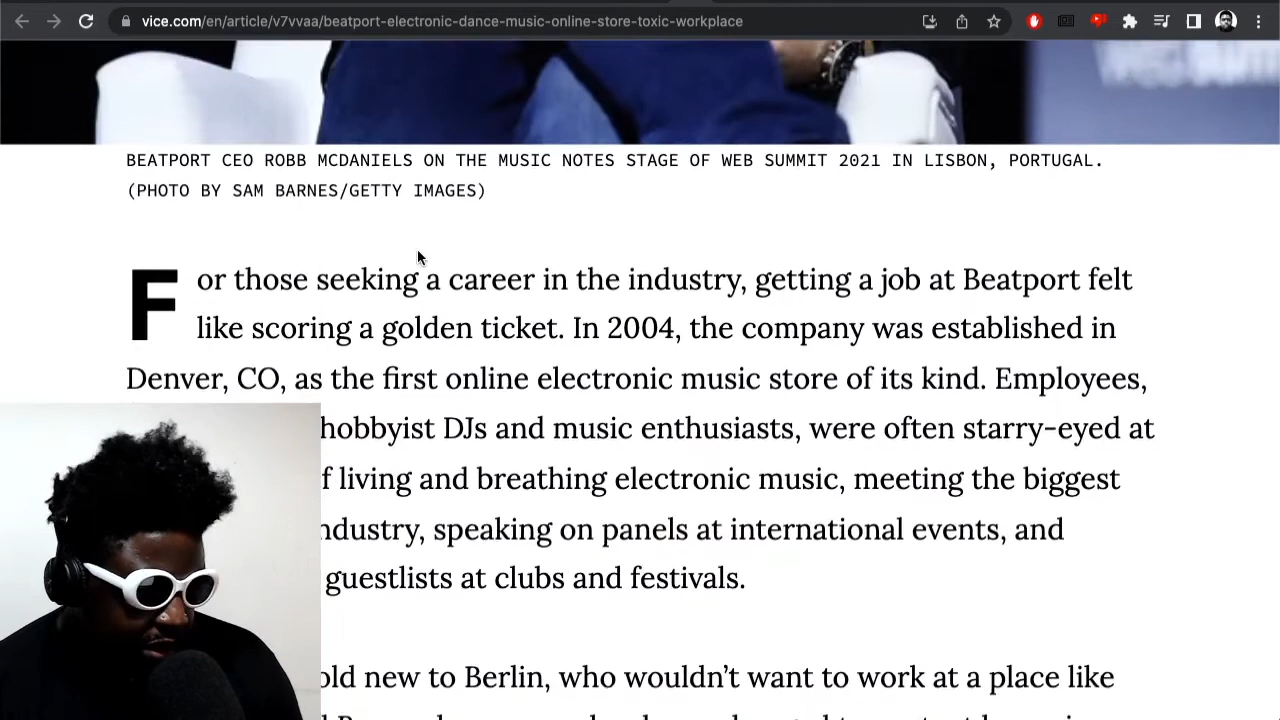 vice.com/en/article/v7vvaa/beatport-electronic-dance-music-online-store-toxic-workplace
BEATPORT CEO ROBB MCDANIELS ON THE MUSIC NOTES STAGE OF WEB SUMMIT 2021 IN LISBON, PORTUGAL.
(PHOTO BY SAM BARNES/GETTY IMAGES)
For those seeking a career in the industry, getting a job at Beatport felt
like scoring a golden ticket. In 2004, the company was established in
Denver, CO, as the first online electronic music store of its kind. Employees,
hobbyist DJs and music enthusiasts, were often starry-eyed at
f living and breathing electronic music, meeting the biggest
ndustry, speaking on panels at international events, and
guestlists at clubs and festivals.
old new to Berlin, who wouldn't want to work at a place like